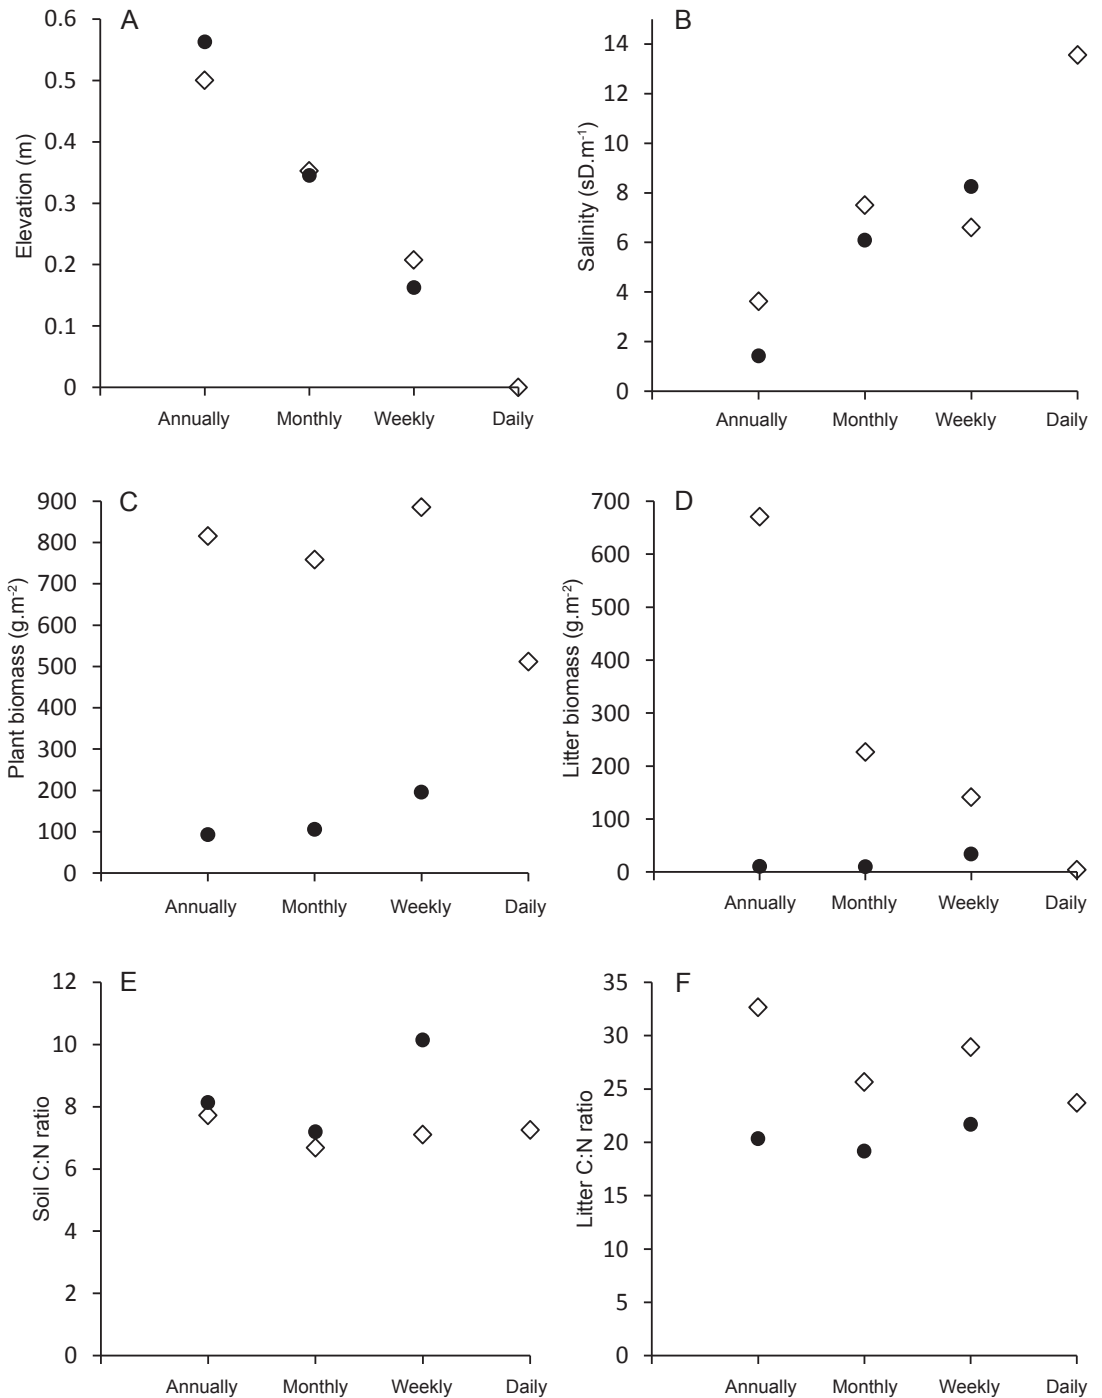 A
Elevation (m)
0.6
0.5
0.4
0.3
0.2
0.1
0
Annually Monthly Weekly Daily
B
Salinity (sD.m⁻¹)
14
12
10
8
6
4
2
0
Annually Monthly Weekly Daily
C
Plant biomass (g.m⁻²)
900
800
700
600
500
400
300
200
100
0
Annually Monthly Weekly Daily
D
Litter biomass (g.m⁻²)
700
600
500
400
300
200
100
0
Annually Monthly Weekly Daily
E
Soil C:N ratio
12
10
8
6
4
2
0
Annually Monthly Weekly Daily
F
Litter C:N ratio
35
30
25
20
15
10
5
0
Annually Monthly Weekly Daily